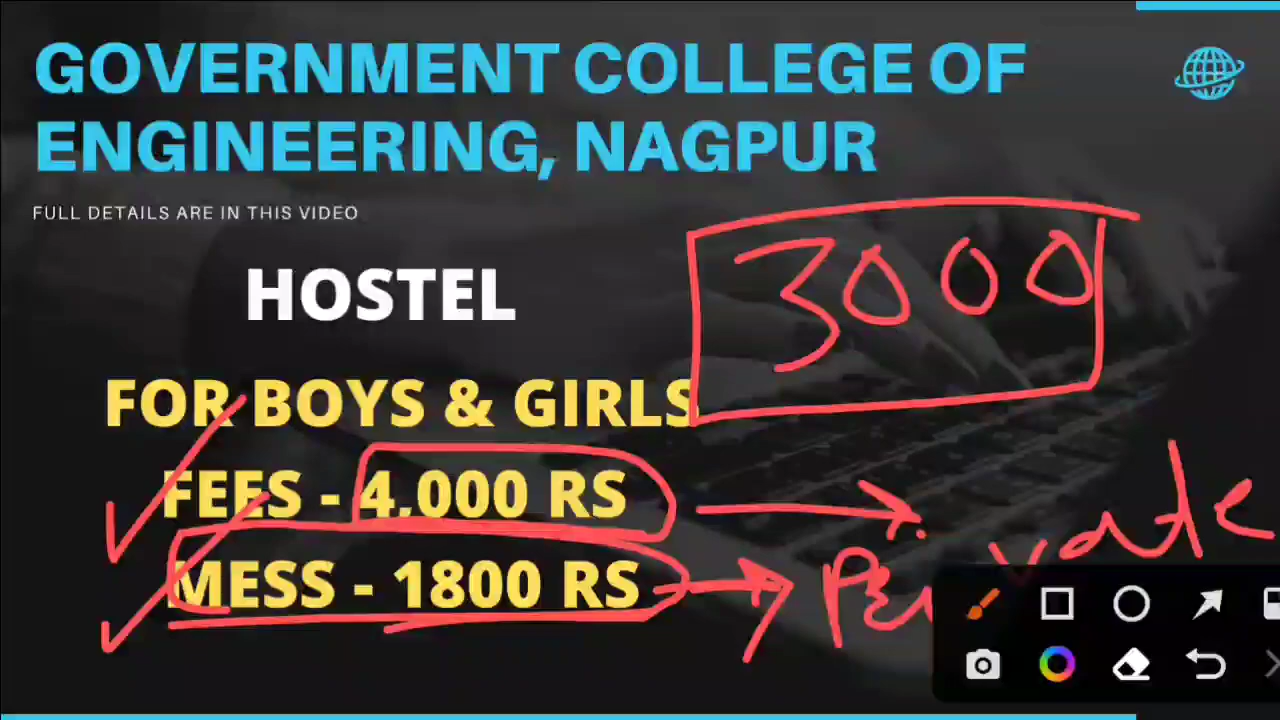 GOVERNMENT COLLEGE OF
ENGINEERING, NAGPUR
FULL DETAILS ARE IN THIS VIDEO
HOSTEL
3000
FOR BOYS & GIRLS
FEES - 4.000 RS
MESS - 1800 RS
Private